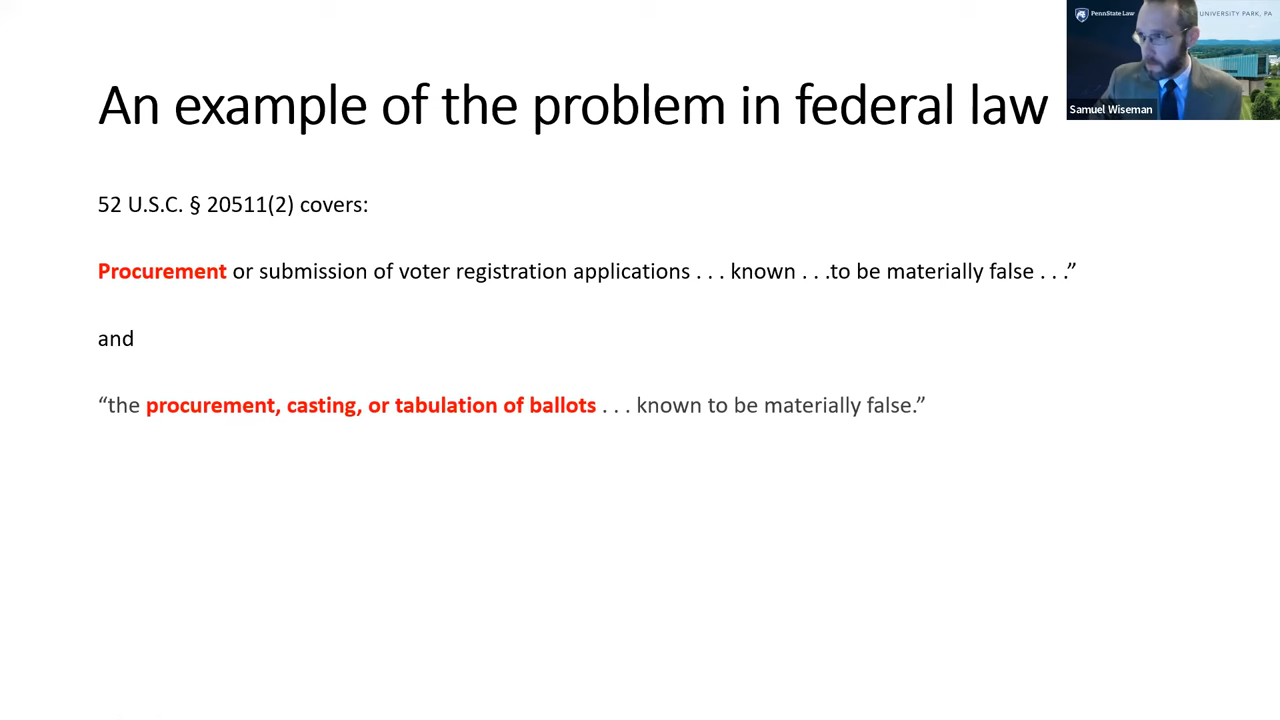 PennState Law
UNIVERSITY PARK, PA
Samuel Wiseman
An example of the problem in federal law
52 U.S.C. § 20511(2) covers:
Procurement or submission of voter registration applications . . . known . . .to be materially false . . .”
and
“the procurement, casting, or tabulation of ballots . . . known to be materially false.”